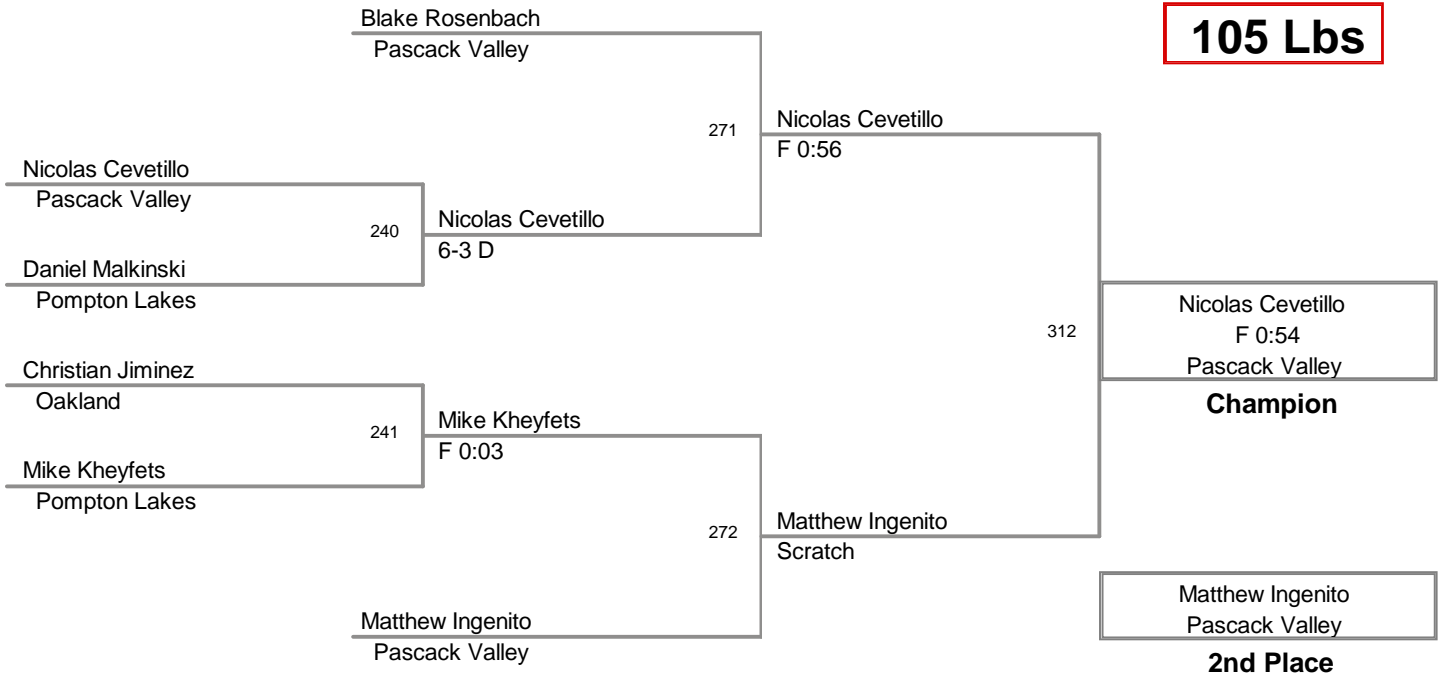 Blake Rosenbach
Pascack Valley
105 Lbs
271
Nicolas Cevetillo
F 0:56
Nicolas Cevetillo
Pascack Valley
240
Nicolas Cevetillo
6-3 D
Daniel Malkinski
Pompton Lakes
312
Nicolas Cevetillo
F 0:54
Pascack Valley
Champion
Christian Jiminez
Oakland
241
Mike Kheyfets
F 0:03
Mike Kheyfets
Pompton Lakes
272
Matthew Ingenito
Scratch
Matthew Ingenito
Pascack Valley
Matthew Ingenito
Pascack Valley
2nd Place